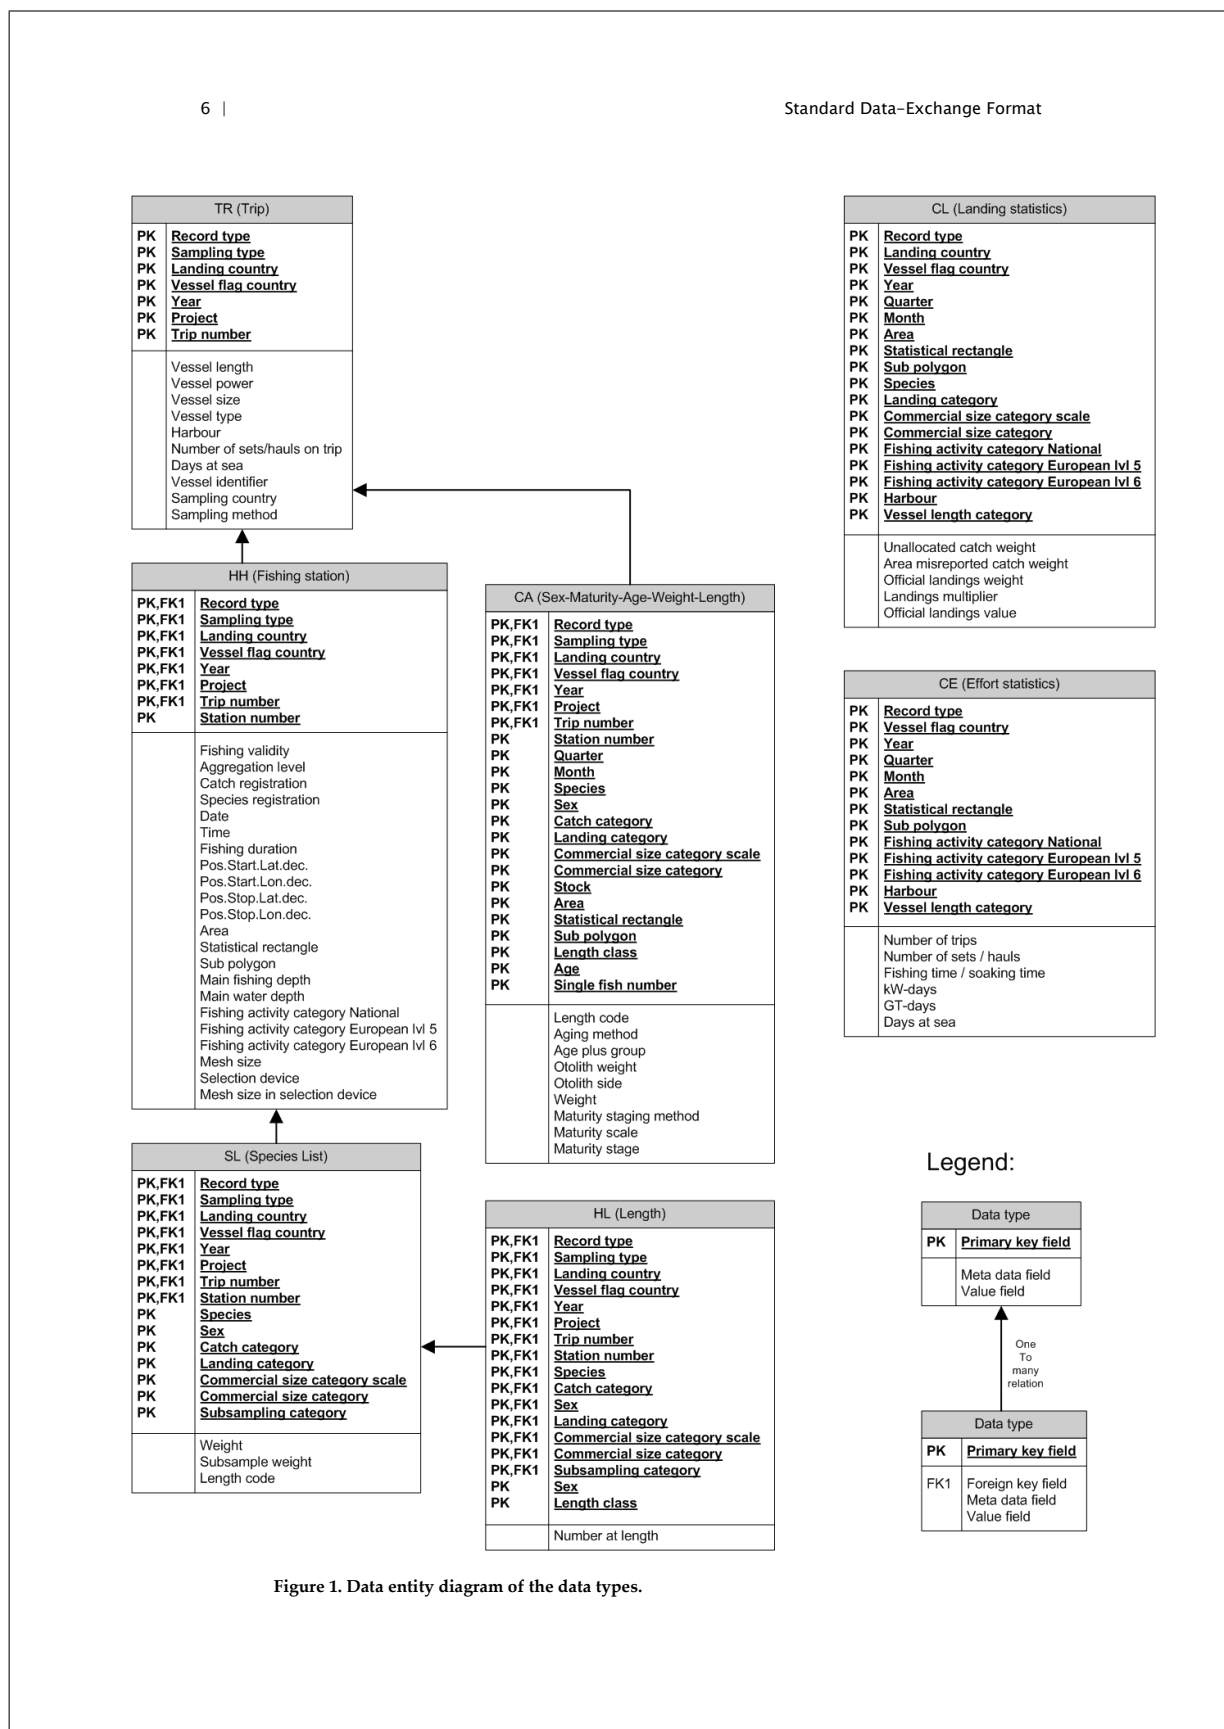 6 |
Standard Data-Exchange Format
TR (Trip)
PK Record type
PK Sampling type
PK Landing country
PK Vessel flag country
PK Year
PK Project
PK Trip number
Vessel length
Vessel power
Vessel size
Vessel type
Harbour
Number of sets/hauls on trip
Days at sea
Vessel identifier
Sampling country
Sampling method
HH (Fishing station)
PK,FK1 Record type
PK,FK1 Sampling type
PK,FK1 Landing country
PK,FK1 Vessel flag country
PK,FK1 Year
PK,FK1 Project
PK,FK1 Trip number
PK Station number
Fishing validity
Aggregation level
Catch registration
Species registration
Date
Time
Fishing duration
Pos.Start.Lat.dec.
Pos.Start.Lon.dec.
Pos.Stop.Lat.dec.
Pos.Stop.Lon.dec.
Area
Statistical rectangle
Sub polygon
Main fishing depth
Main water depth
Fishing activity category National
Fishing activity category European lvl 5
Fishing activity category European lvl 6
Mesh size
Selection device
Mesh size in selection device
SL (Species List)
PK,FK1 Record type
PK,FK1 Sampling type
PK,FK1 Landing country
PK,FK1 Vessel flag country
PK,FK1 Year
PK,FK1 Project
PK,FK1 Trip number
PK,FK1 Station number
PK Species
PK Sex
PK Catch category
PK Landing category
PK Commercial size category scale
PK Commercial size category
PK Subsampling category
Weight
Subsample weight
Length code
CA (Sex-Maturity-Age-Weight-Length)
PK,FK1 Record type
PK,FK1 Sampling type
PK,FK1 Landing country
PK,FK1 Vessel flag country
PK,FK1 Year
PK,FK1 Project
PK,FK1 Trip number
PK Station number
PK Quarter
PK Month
PK Species
PK Sex
PK Catch category
PK Landing category
PK Commercial size category scale
PK Commercial size category
PK Stock
PK Area
PK Statistical rectangle
PK Sub polygon
PK Length class
PK Age
PK Single fish number
Length code
Aging method
Age plus group
Otolith weight
Otolith side
Weight
Maturity staging method
Maturity scale
Maturity stage
HL (Length)
PK,FK1 Record type
PK,FK1 Sampling type
PK,FK1 Landing country
PK,FK1 Vessel flag country
PK,FK1 Year
PK,FK1 Project
PK,FK1 Trip number
PK,FK1 Station number
PK,FK1 Species
PK,FK1 Catch category
PK,FK1 Sex
PK,FK1 Landing category
PK,FK1 Commercial size category scale
PK,FK1 Commercial size category
PK,FK1 Subsampling category
PK Sex
PK Length class
Number at length
CL (Landing statistics)
PK Record type
PK Landing country
PK Vessel flag country
PK Year
PK Quarter
PK Month
PK Area
PK Statistical rectangle
PK Sub polygon
PK Species
PK Landing category
PK Commercial size category scale
PK Commercial size category
PK Fishing activity category National
PK Fishing activity category European lvl 5
PK Fishing activity category European lvl 6
PK Harbour
PK Vessel length category
Unallocated catch weight
Area misreported catch weight
Official landings weight
Landings multiplier
Official landings value
CE (Effort statistics)
PK Record type
PK Vessel flag country
PK Year
PK Quarter
PK Month
PK Area
PK Statistical rectangle
PK Sub polygon
PK Fishing activity category National
PK Fishing activity category European lvl 5
PK Fishing activity category European lvl 6
PK Harbour
PK Vessel length category
Number of trips
Number of sets / hauls
Fishing time / soaking time
kW-days
GT-days
Days at sea
Legend:
Data type
PK Primary key field
Meta data field
Value field
One
To
many
relation
Data type
PK Primary key field
FK1 Foreign key field
Meta data field
Value field
Figure 1. Data entity diagram of the data types.